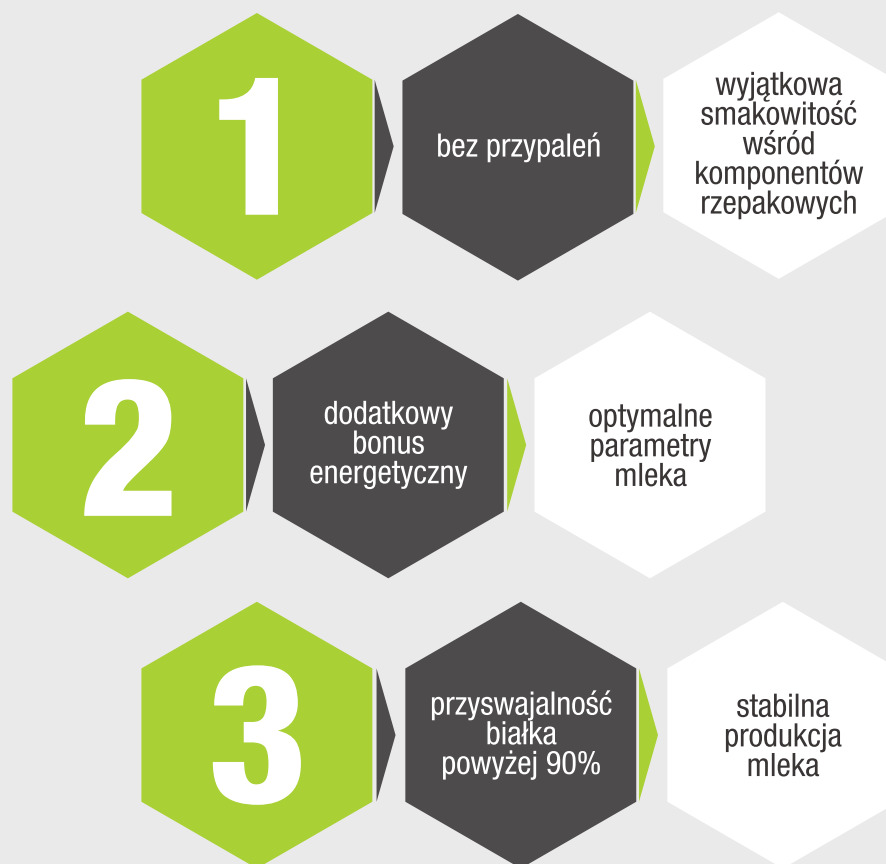 1
bez przypaleń
wyjątkowa
smakowitość
wśród
komponentów
rzepakowych
2
dodatkowy
bonus
energetyczny
optymalne
parametry
mleka
3
przyswajalność
białka
powyżej 90%
stabilna
produkcja
mleka